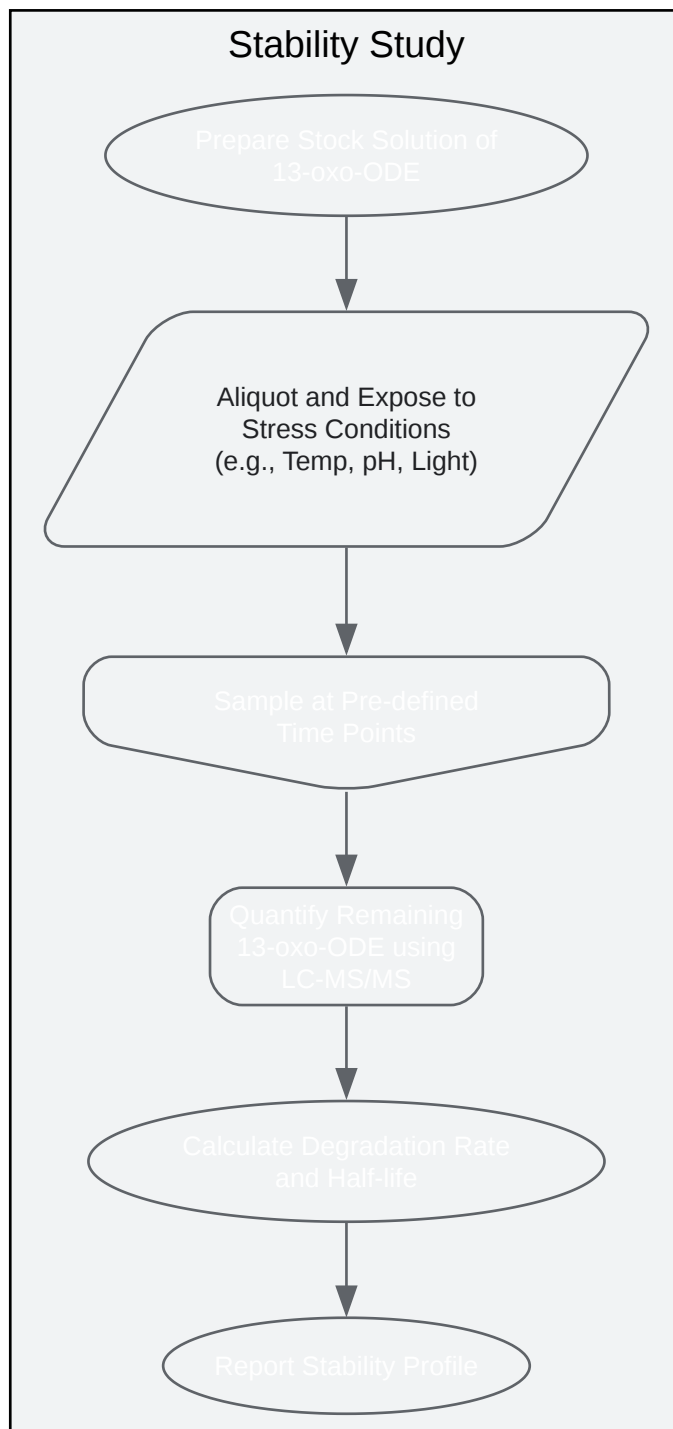 Stability Study
Prepare Stock Solution of
13-oxo-ODE
Aliquot and Expose to
Stress Conditions
(e.g., Temp, pH, Light)
Sample at Pre-defined
Time Points
Quantify Remaining
13-oxo-ODE using
LC-MS/MS
Calculate Degradation Rate
and Half-life
Report Stability Profile